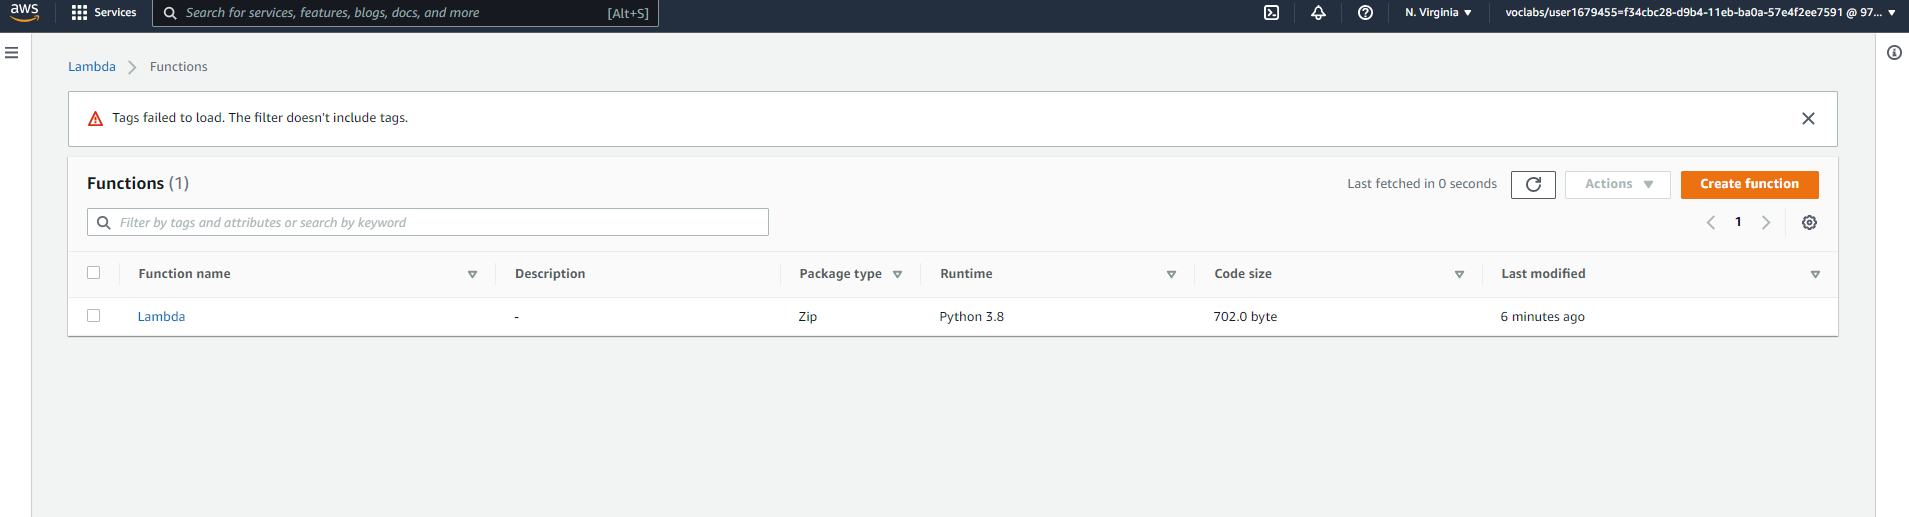 aws Services Search for services, features, blogs, docs, and more [Alt+S] N. Virginia voclabs/user1679455=f34cbc28-d9b4-11eb-ba0a-57e4f2ee7591 @ 97...
Lambda Functions
Tags failed to load. The filter doesn't include tags.
Functions (1) Last fetched in 0 seconds Actions Create function
Filter by tags and attributes or search by keyword 1
Function name Description Package type Runtime Code size Last modified
Lambda - Zip Python 3.8 702.0 byte 6 minutes ago